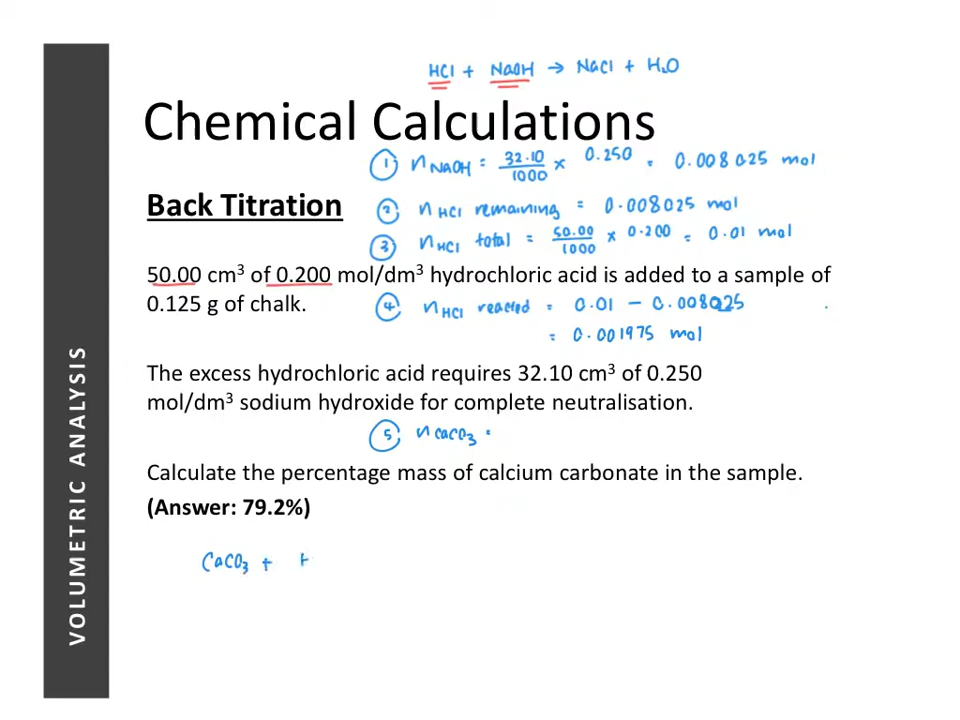 HCl + NaOH → NaCl + H₂O
Chemical Calculations
① n NaOH = 32.10/1000 × 0.250 = 0.008025 mol
Back Titration
② n HCl remaining = 0.008025 mol
③ n HCl total = 50.00/1000 × 0.200 = 0.01 mol
50.00 cm³ of 0.200 mol/dm³ hydrochloric acid is added to a sample of
0.125 g of chalk.
④ n HCl reacted = 0.01 − 0.008025
= 0.001975 mol
The excess hydrochloric acid requires 32.10 cm³ of 0.250
mol/dm³ sodium hydroxide for complete neutralisation.
⑤ n CaCO₃ =
Calculate the percentage mass of calcium carbonate in the sample.
(Answer: 79.2%)
CaCO₃ +
VOLUMETRIC ANALYSIS